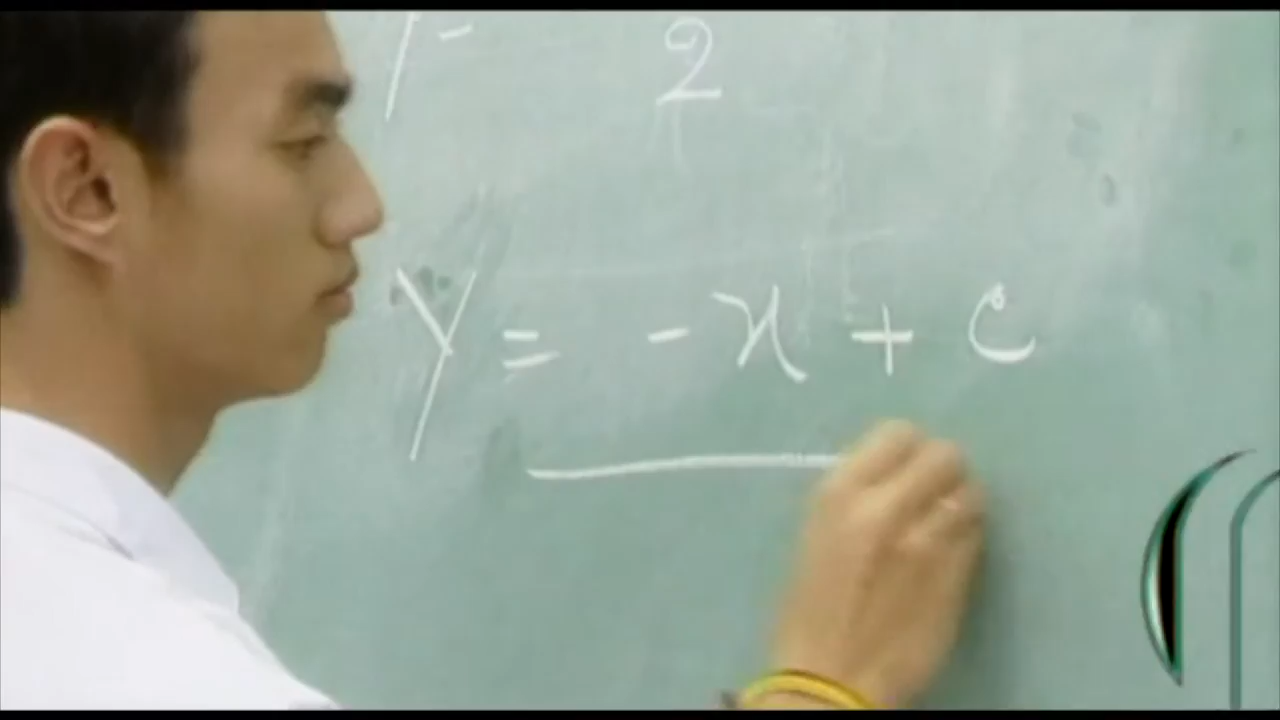 y - 2
y = -x + c